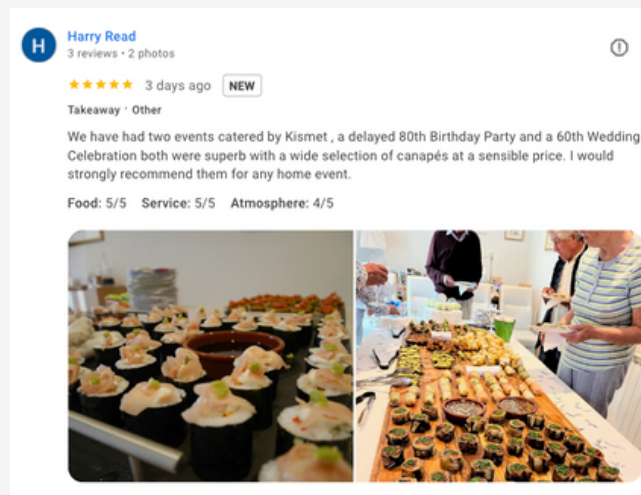 H
Harry Read
3 reviews • 2 photos
★★★★★ 3 days ago NEW
Takeaway · Other
We have had two events catered by Kismet , a delayed 80th Birthday Party and a 60th Wedding
Celebration both were superb with a wide selection of canapés at a sensible price. I would
strongly recommend them for any home event.
Food: 5/5 Service: 5/5 Atmosphere: 4/5